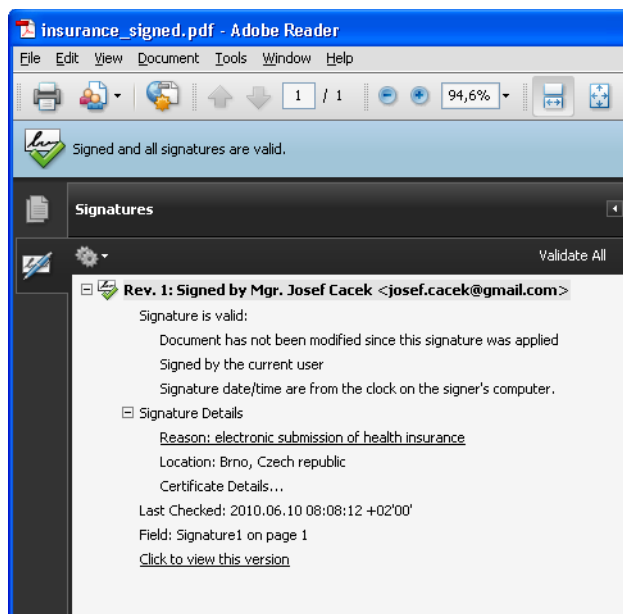 insurance_signed.pdf - Adobe Reader
File Edit View Document Tools Window Help
1 / 1 94,6%
Signed and all signatures are valid.
Signatures
Validate All
Rev. 1: Signed by Mgr. Josef Cacek <josef.cacek@gmail.com>
Signature is valid:
Document has not been modified since this signature was applied
Signed by the current user
Signature date/time are from the clock on the signer's computer.
Signature Details
Reason: electronic submission of health insurance
Location: Brno, Czech republic
Certificate Details...
Last Checked: 2010.06.10 08:08:12 +02'00'
Field: Signature1 on page 1
Click to view this version